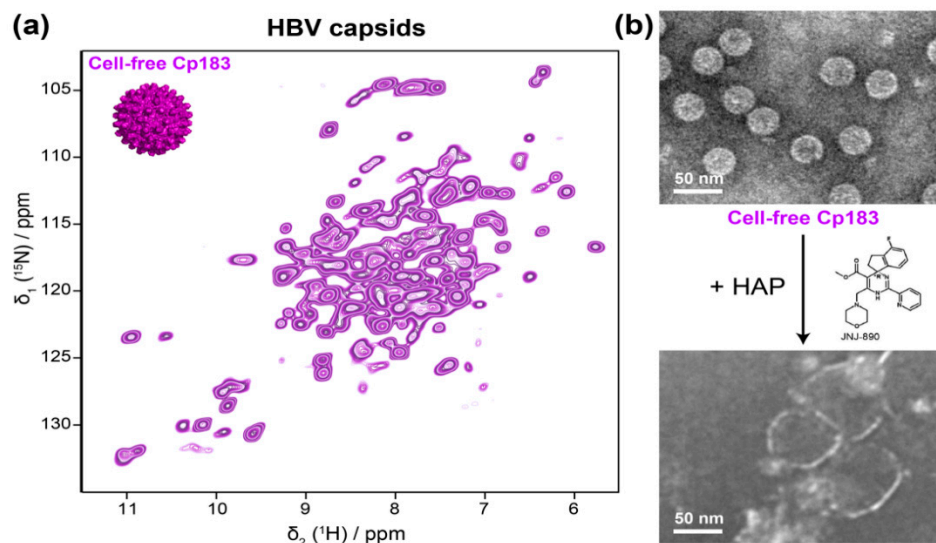 (a)
HBV capsids
Cell-free Cp183
105
110
115
120
125
130
δ₁ (¹⁵N) / ppm
11
10
9
8
7
6
δ₂ (¹H) / ppm
(b)
50 nm
Cell-free Cp183
+ HAP
F
O
O
N
N
H
N
N
O
JNJ-890
50 nm